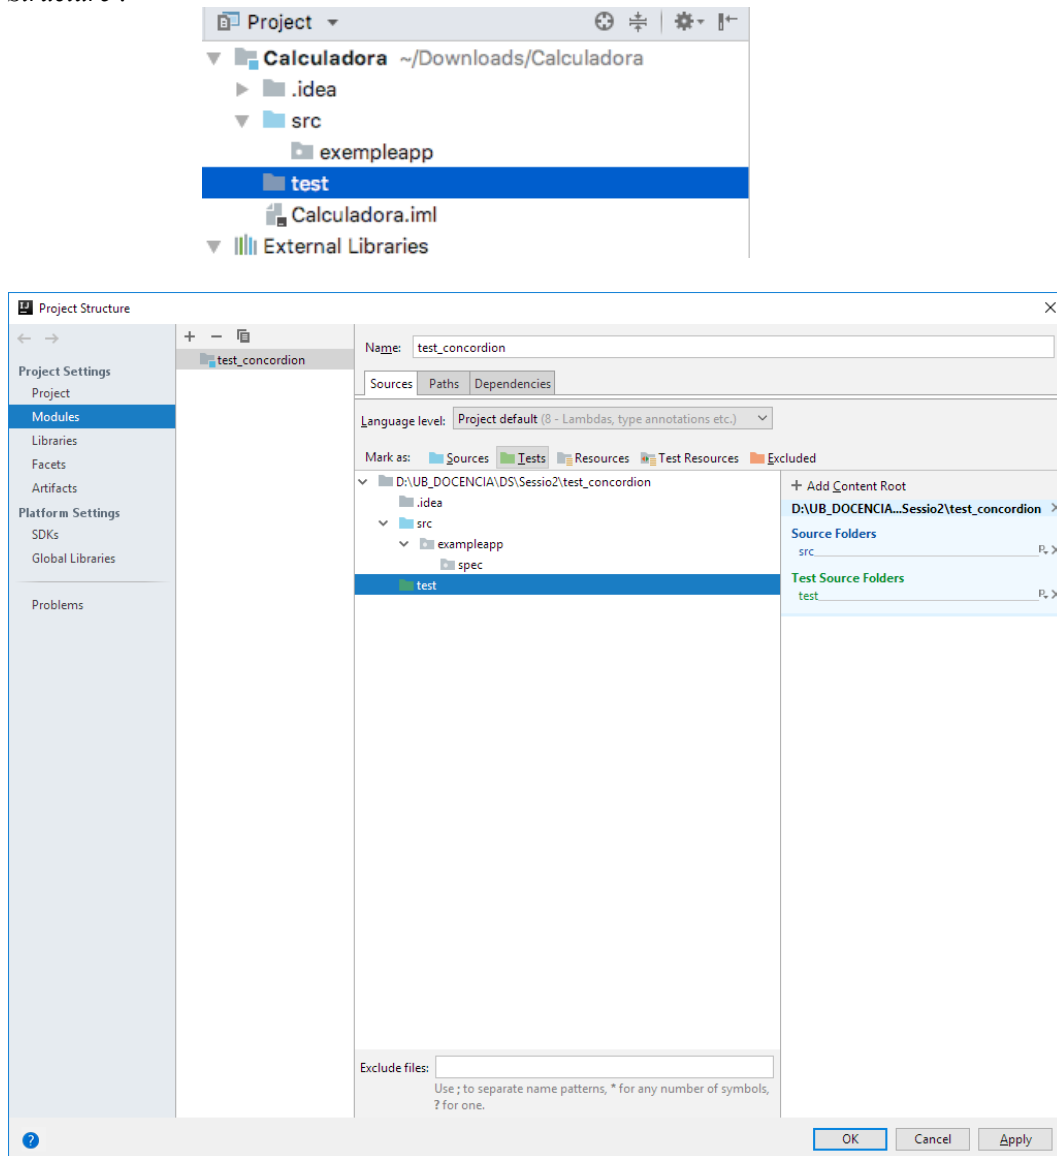 Project
Calculadora ~/Downloads/Calculadora
.idea
src
exempleapp
test
Calculadora.iml
External Libraries
Project Structure
Project Settings
Project
Modules
Libraries
Facets
Artifacts
Platform Settings
SDKs
Global Libraries
Problems
test_concordion
Name: test_concordion
Sources Paths Dependencies
Language level: Project default (8 - Lambdas, type annotations etc.)
Mark as: Sources Tests Resources Test Resources Excluded
D:\UB_DOCENCIA\DS\Sessio2\test_concordion
.idea
src
exampleapp
spec
test
+ Add Content Root
D:\UB_DOCENCIA...Sessio2\test_concordion
Source Folders
src
Test Source Folders
test
Exclude files:
Use ; to separate name patterns, * for any number of symbols,
? for one.
?
OK Cancel Apply